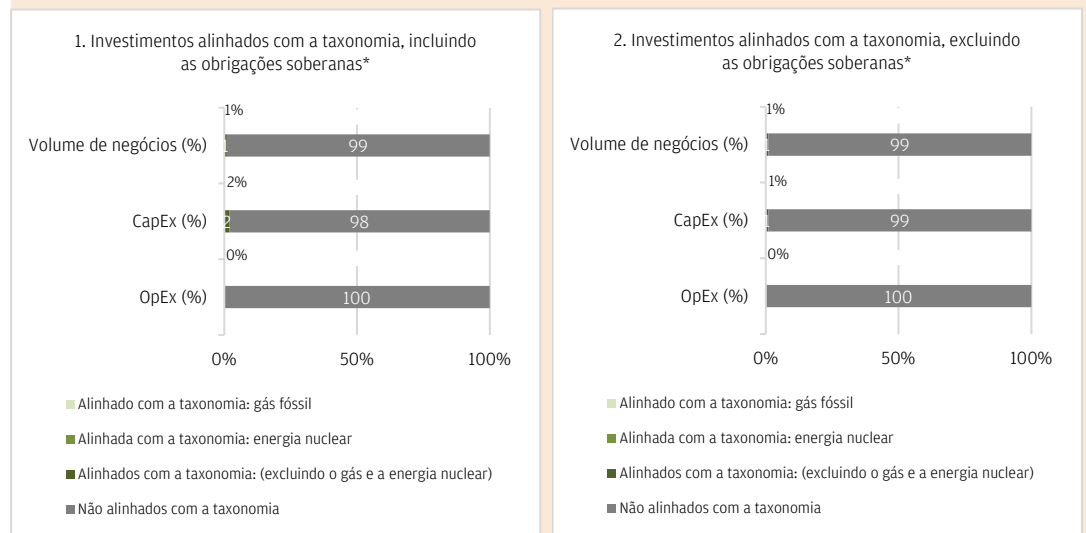 1. Investimentos alinhados com a taxonomia, incluindo
as obrigações soberanas*
1%
Volume de negócios (%) 1 99
2%
CapEx (%) 2 98
0%
OpEx (%) 100
0% 50% 100%
Alinhado com a taxonomia: gás fóssil
Alinhada com a taxonomia: energia nuclear
Alinhados com a taxonomia: (excluindo o gás e a energia nuclear)
Não alinhados com a taxonomia
2. Investimentos alinhados com a taxonomia, excluindo
as obrigações soberanas*
1%
Volume de negócios (%) 1 99
1%
CapEx (%) 1 99
0%
OpEx (%) 100
0% 50% 100%
Alinhado com a taxonomia: gás fóssil
Alinhada com a taxonomia: energia nuclear
Alinhados com a taxonomia: (excluindo o gás e a energia nuclear)
Não alinhados com a taxonomia